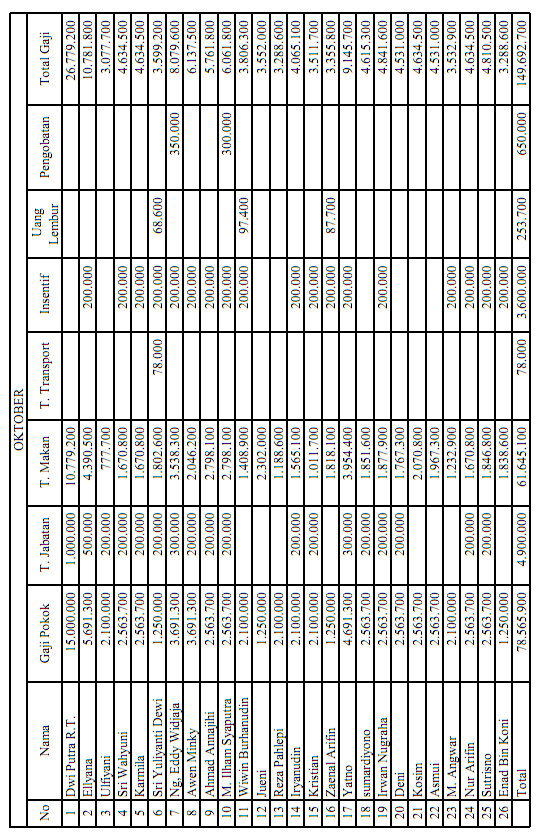 OKTOBER
No Nama Gaji Pokok T. Jabatan T. Makan T. Transport Insentif Uang Lembur Pengobatan Total Gaji
1 Dwi Putra R.T. 15.000.000 1.000.000 10.779.200 26.779.200
2 Ellyana 5.691.300 500.000 4.390.500 200.000 10.781.800
3 Ulfiyani 2.100.000 200.000 777.700 3.077.700
4 Sri Wahyuni 2.563.700 200.000 1.670.800 200.000 4.634.500
5 Karmila 2.563.700 200.000 1.670.800 200.000 4.634.500
6 Sri Yuliyanti Dewi 1.250.000 200.000 1.802.600 78.000 200.000 68.600 3.599.200
7 Ng. Eddy Widjaja 3.691.300 300.000 3.538.300 200.000 350.000 8.079.600
8 Awen Minky 3.691.300 200.000 2.046.200 200.000 6.137.500
9 Ahmad Annajihi 2.563.700 200.000 2.798.100 200.000 5.761.800
10 M. Ilham Syaputra 2.563.700 200.000 2.798.100 200.000 300.000 6.061.800
11 Wiwin Burhanudin 2.100.000 1.408.900 200.000 97.400 3.806.300
12 Jueni 1.250.000 2.302.000 3.552.000
13 Reza Pahlepi 2.100.000 1.188.600 3.288.600
14 Iryanudin 2.100.000 200.000 1.565.100 200.000 4.065.100
15 Kristian 2.100.000 200.000 1.011.700 200.000 3.511.700
16 Zaenal Arifin 1.250.000 1.818.100 200.000 87.700 3.355.800
17 Yatno 4.691.300 300.000 3.954.400 200.000 9.145.700
18 sumardiyono 2.563.700 200.000 1.851.600 4.615.300
19 Irwan Nugraha 2.563.700 200.000 1.877.900 200.000 4.841.600
20 Deni 2.563.700 200.000 1.767.300 4.531.000
21 Kosim 2.563.700 2.070.800 4.634.500
22 Asmui 2.563.700 1.967.300 4.531.000
23 M. Angwar 2.100.000 1.232.900 200.000 3.532.900
24 Nur Arifin 2.563.700 200.000 1.670.800 200.000 4.634.500
25 Sutrisno 2.563.700 200.000 1.846.800 200.000 4.810.500
26 Enad Bin Koni 1.250.000 1.838.600 200.000 3.288.600
Total 78.565.900 4.900.000 61.645.100 78.000 3.600.000 253.700 650.000 149.692.700